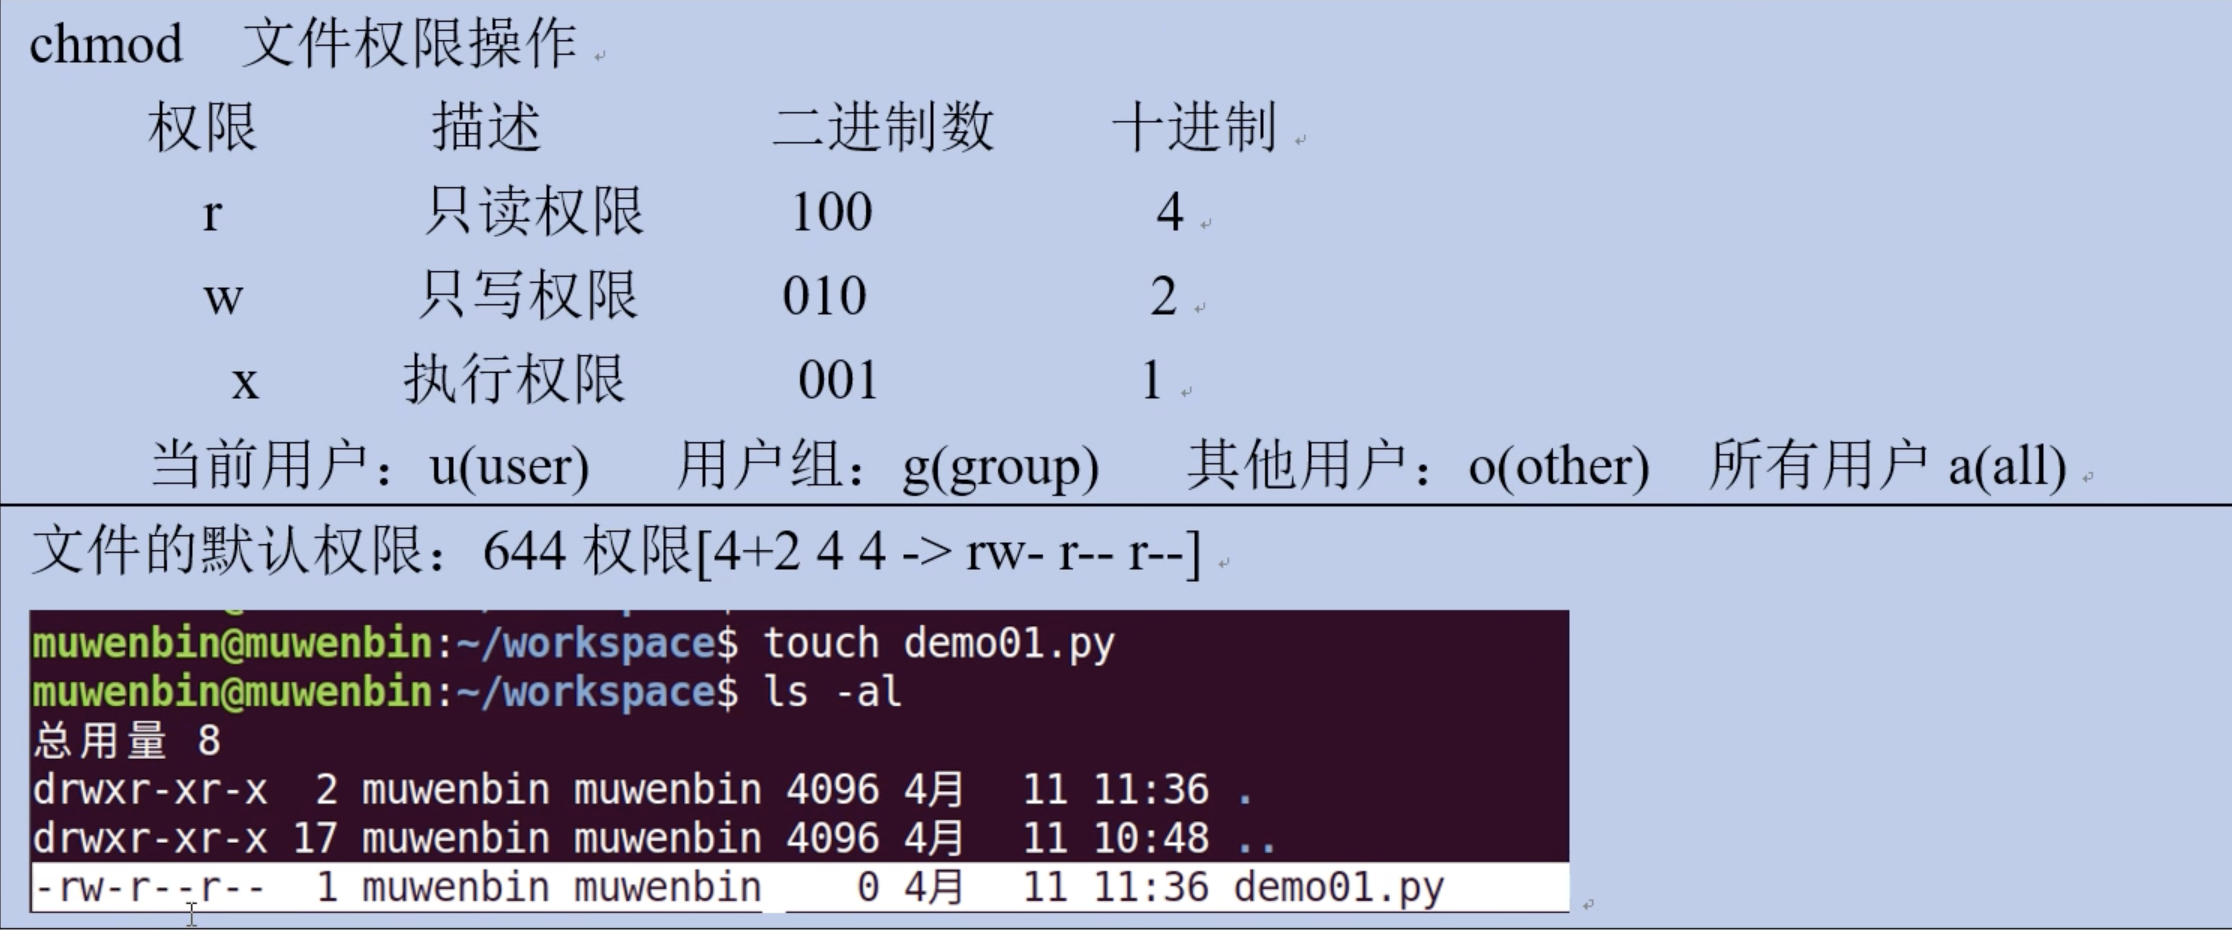 chmod 文件权限操作
权限 描述 二进制数 十进制
r 只读权限 100 4
w 只写权限 010 2
x 执行权限 001 1
当前用户：u(user) 用户组：g(group) 其他用户：o(other) 所有用户 a(all)
文件的默认权限：644 权限[4+2 4 4 -> rw- r-- r--]
muwenbin@muwenbin:~/workspace$ touch demo01.py
muwenbin@muwenbin:~/workspace$ ls -al
总用量 8
drwxr-xr-x 2 muwenbin muwenbin 4096 4月 11 11:36 .
drwxr-xr-x 17 muwenbin muwenbin 4096 4月 11 10:48 ..
-rw-r--r-- 1 muwenbin muwenbin 0 4月 11 11:36 demo01.py